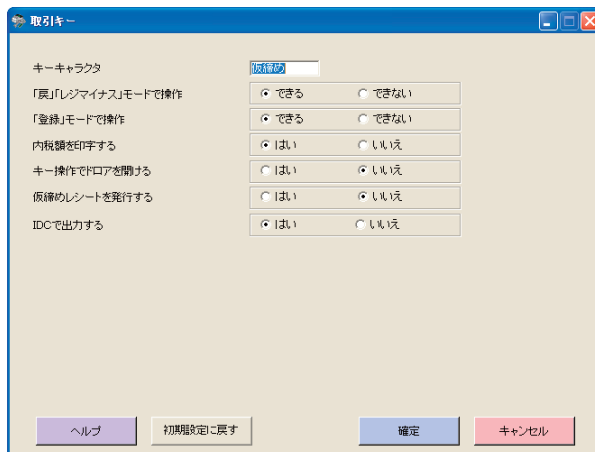 取引キー
キーキャラクタ 仮締め
「戻」「レジマイナス」モードで操作 できる できない
「登録」モードで操作 できる できない
内税額を印字する はい いいえ
キー操作でドロアを開ける はい いいえ
仮締めレシートを発行する はい いいえ
IDCで出力する はい いいえ
ヘルプ 初期設定に戻す 確定 キャンセル